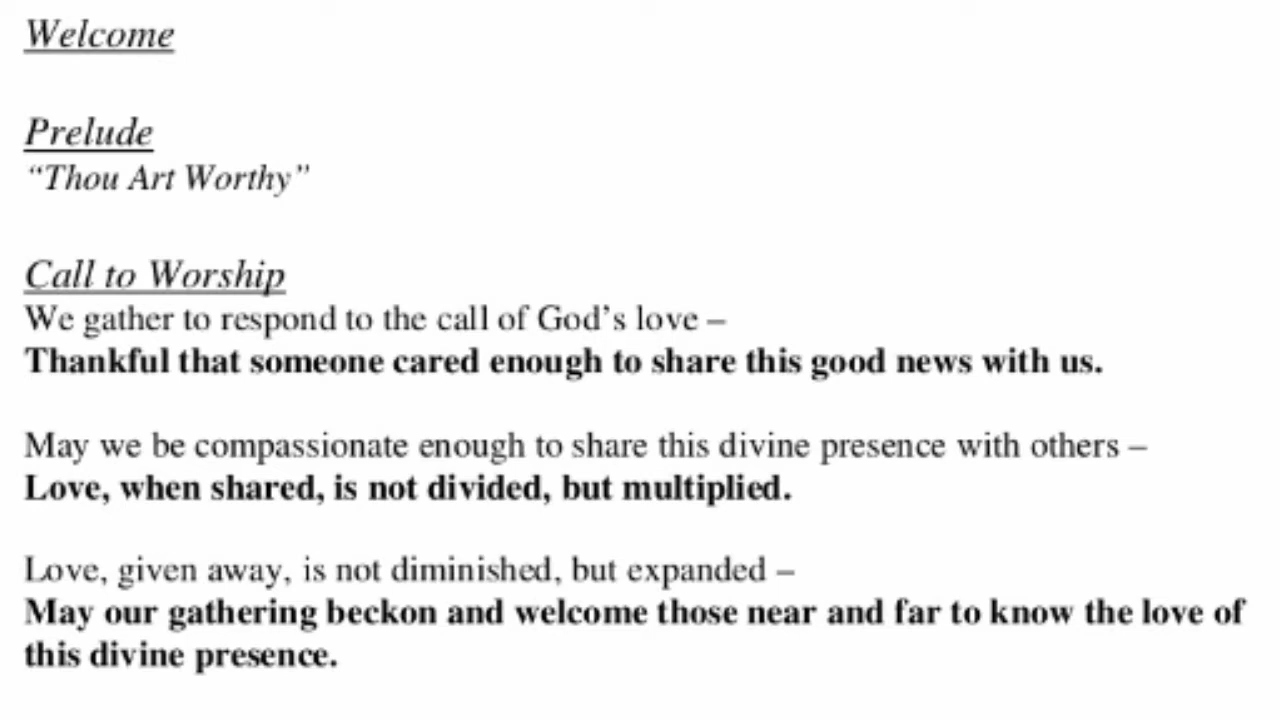 Welcome
Prelude
“Thou Art Worthy”
Call to Worship
We gather to respond to the call of God’s love –
Thankful that someone cared enough to share this good news with us.
May we be compassionate enough to share this divine presence with others –
Love, when shared, is not divided, but multiplied.
Love, given away, is not diminished, but expanded –
May our gathering beckon and welcome those near and far to know the love of
this divine presence.